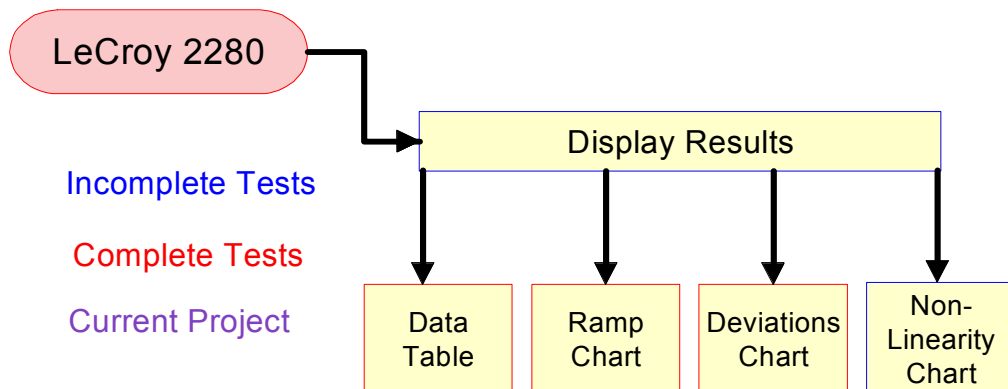 LeCroy 2280
Display Results
Incomplete Tests
Complete Tests
Current Project
Data
Table
Ramp
Chart
Deviations
Chart
Non-
Linearity
Chart